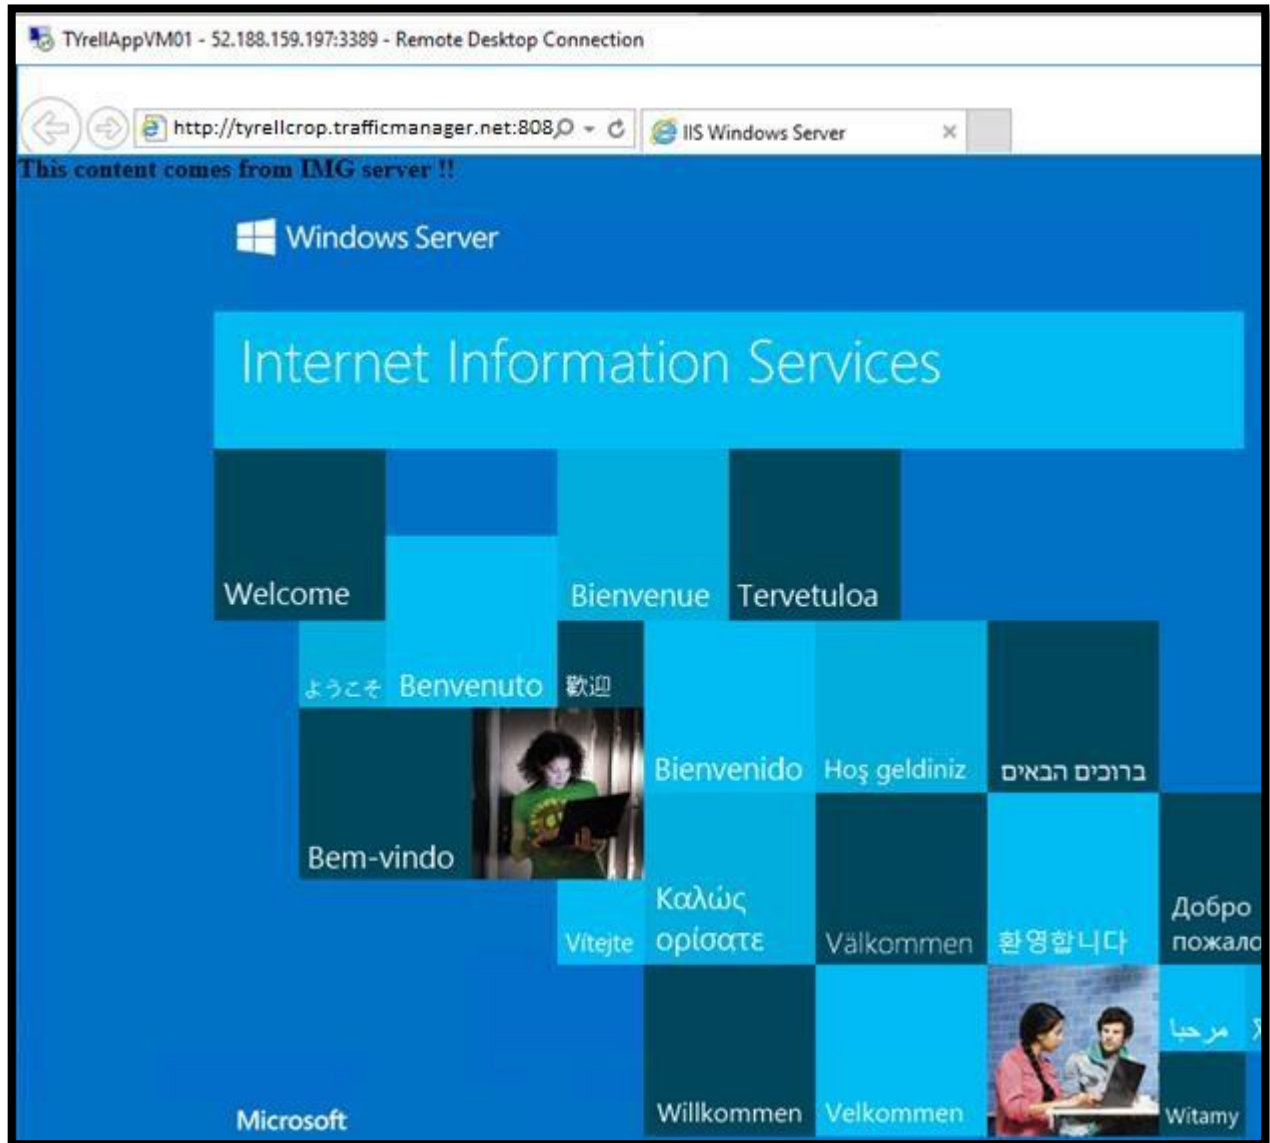 TYrellAppVM01 - 52.188.159.197:3389 - Remote Desktop Connection
http://tyrellcrop.trafficmanager.net:808
IIS Windows Server
This content comes from IMG server !!
Windows Server
Internet Information Services
Welcome
Bienvenue
Tervetuloa
ようこそ
Benvenuto
歡迎
Bienvenido
Hoş geldiniz
ברוכים הבאים
Bem-vindo
Vítejte
Καλώς
ορίσατε
Välkommen
환영합니다
Добро
пожало
مرحبا
Microsoft
Willkommen
Velkommen
Witamy